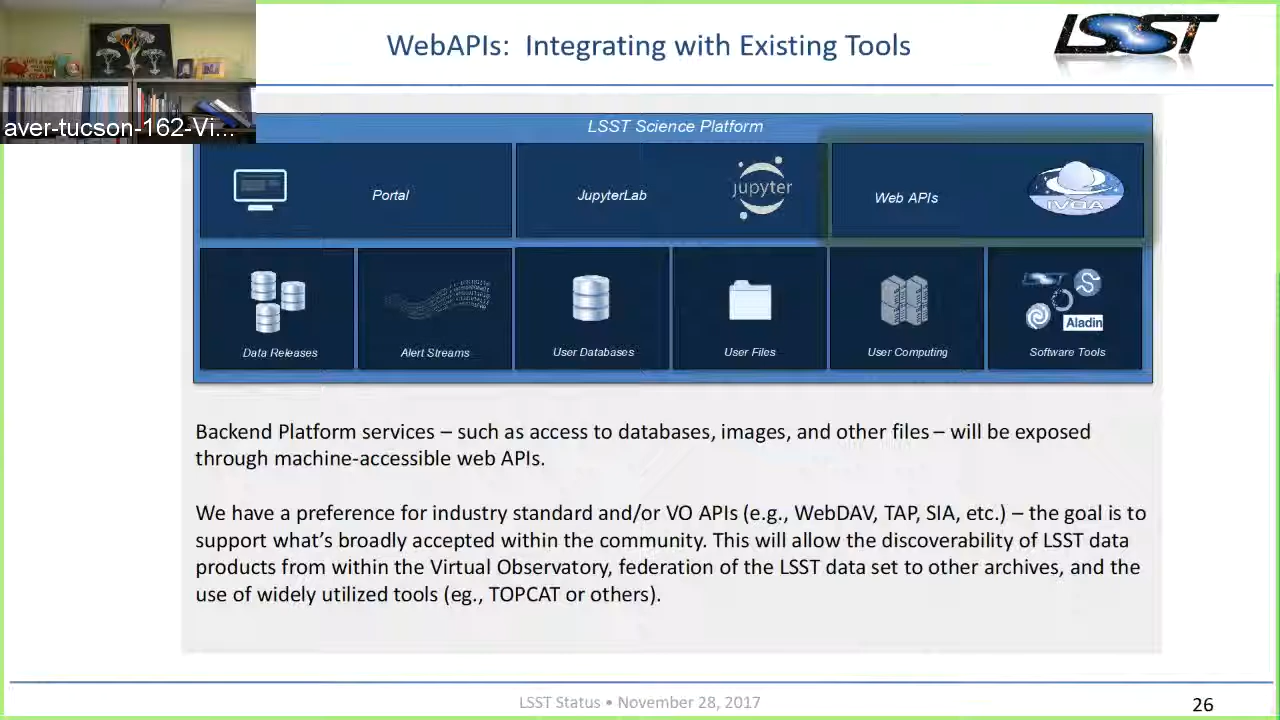 WebAPIs: Integrating with Existing Tools
LSST
aver-tucson-162-Vi...
LSST Science Platform
Portal
JupyterLab
jupyter
Web APIs
IVOA
Data Releases
Alert Streams
User Databases
User Files
User Computing
Aladin
Software Tools
Backend Platform services – such as access to databases, images, and other files – will be exposed
through machine-accessible web APIs.
We have a preference for industry standard and/or VO APIs (e.g., WebDAV, TAP, SIA, etc.) – the goal is to
support what's broadly accepted within the community. This will allow the discoverability of LSST data
products from within the Virtual Observatory, federation of the LSST data set to other archives, and the
use of widely utilized tools (eg., TOPCAT or others).
LSST Status • November 28, 2017
26